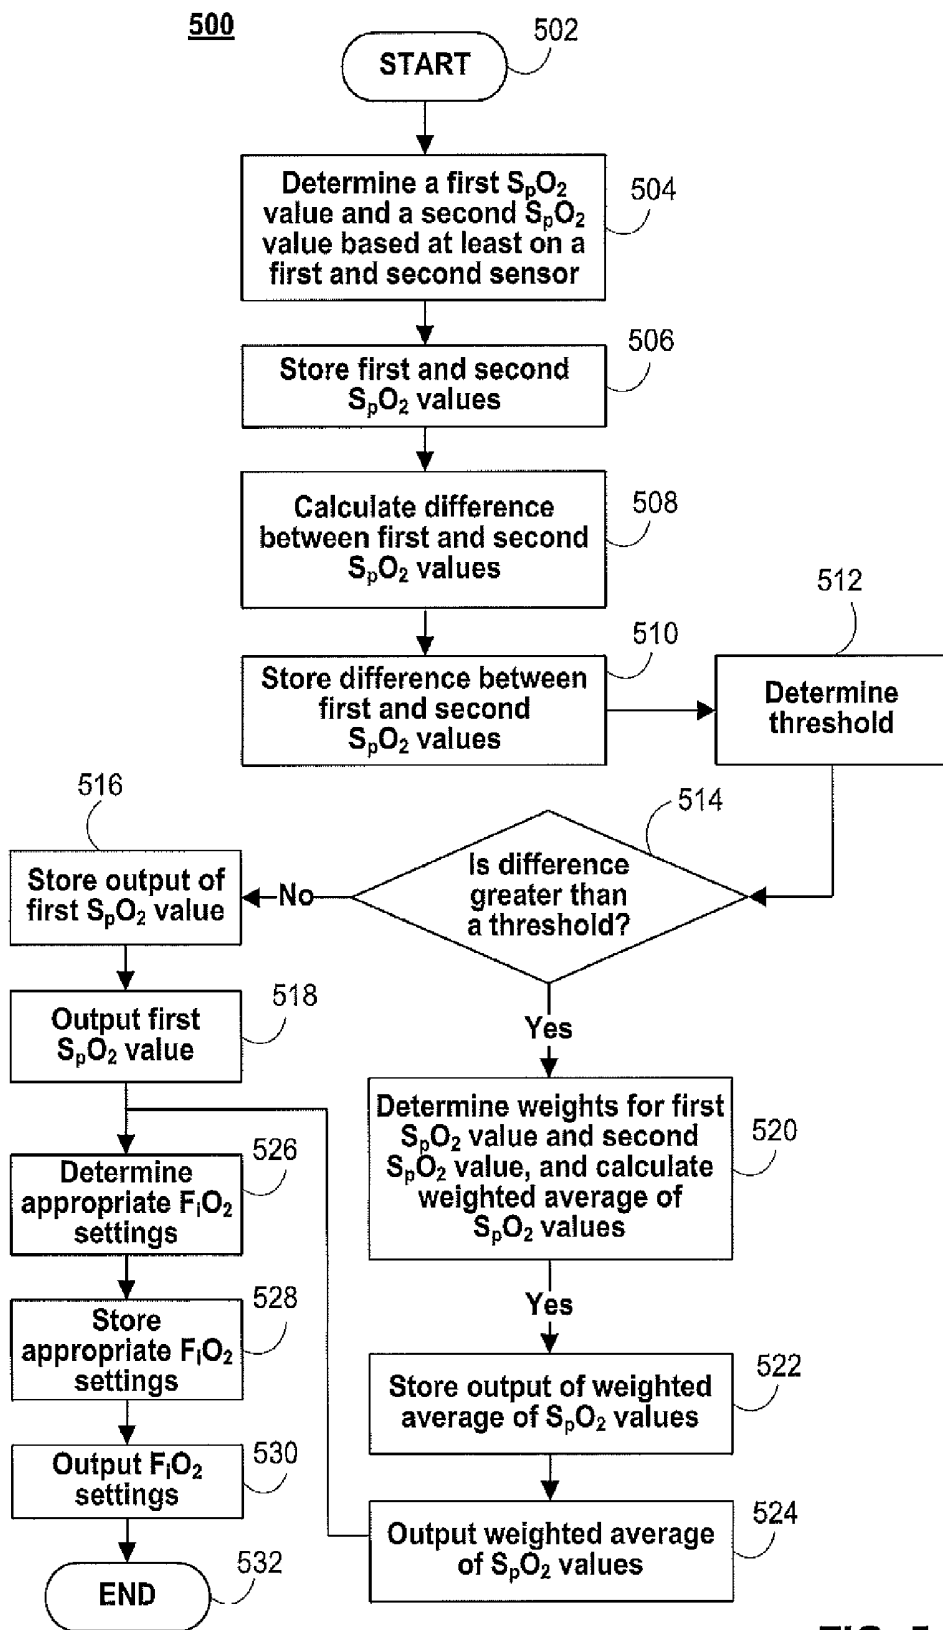 500
START
502
Determine a first SpO2
value and a second SpO2
value based at least on a
first and second sensor
504
Store first and second
SpO2 values
506
Calculate difference
between first and second
SpO2 values
508
Store difference between
first and second
SpO2 values
510
Determine
threshold
512
Is difference
greater than
a threshold?
514
No
Yes
Store output of
first SpO2 value
516
Output first
SpO2 value
518
Determine weights for first
SpO2 value and second
SpO2 value, and calculate
weighted average of
SpO2 values
520
Yes
Store output of weighted
average of SpO2 values
522
Output weighted average
of SpO2 values
524
Determine
appropriate FiO2
settings
526
Store
appropriate FiO2
settings
528
Output FiO2
settings
530
END
532